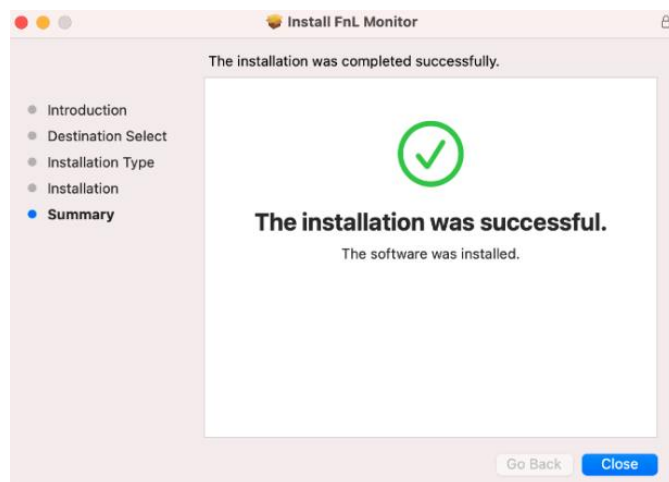 Install FnL Monitor
The installation was completed successfully.
Introduction
Destination Select
Installation Type
Installation
Summary
The installation was successful.
The software was installed.
Go Back
Close